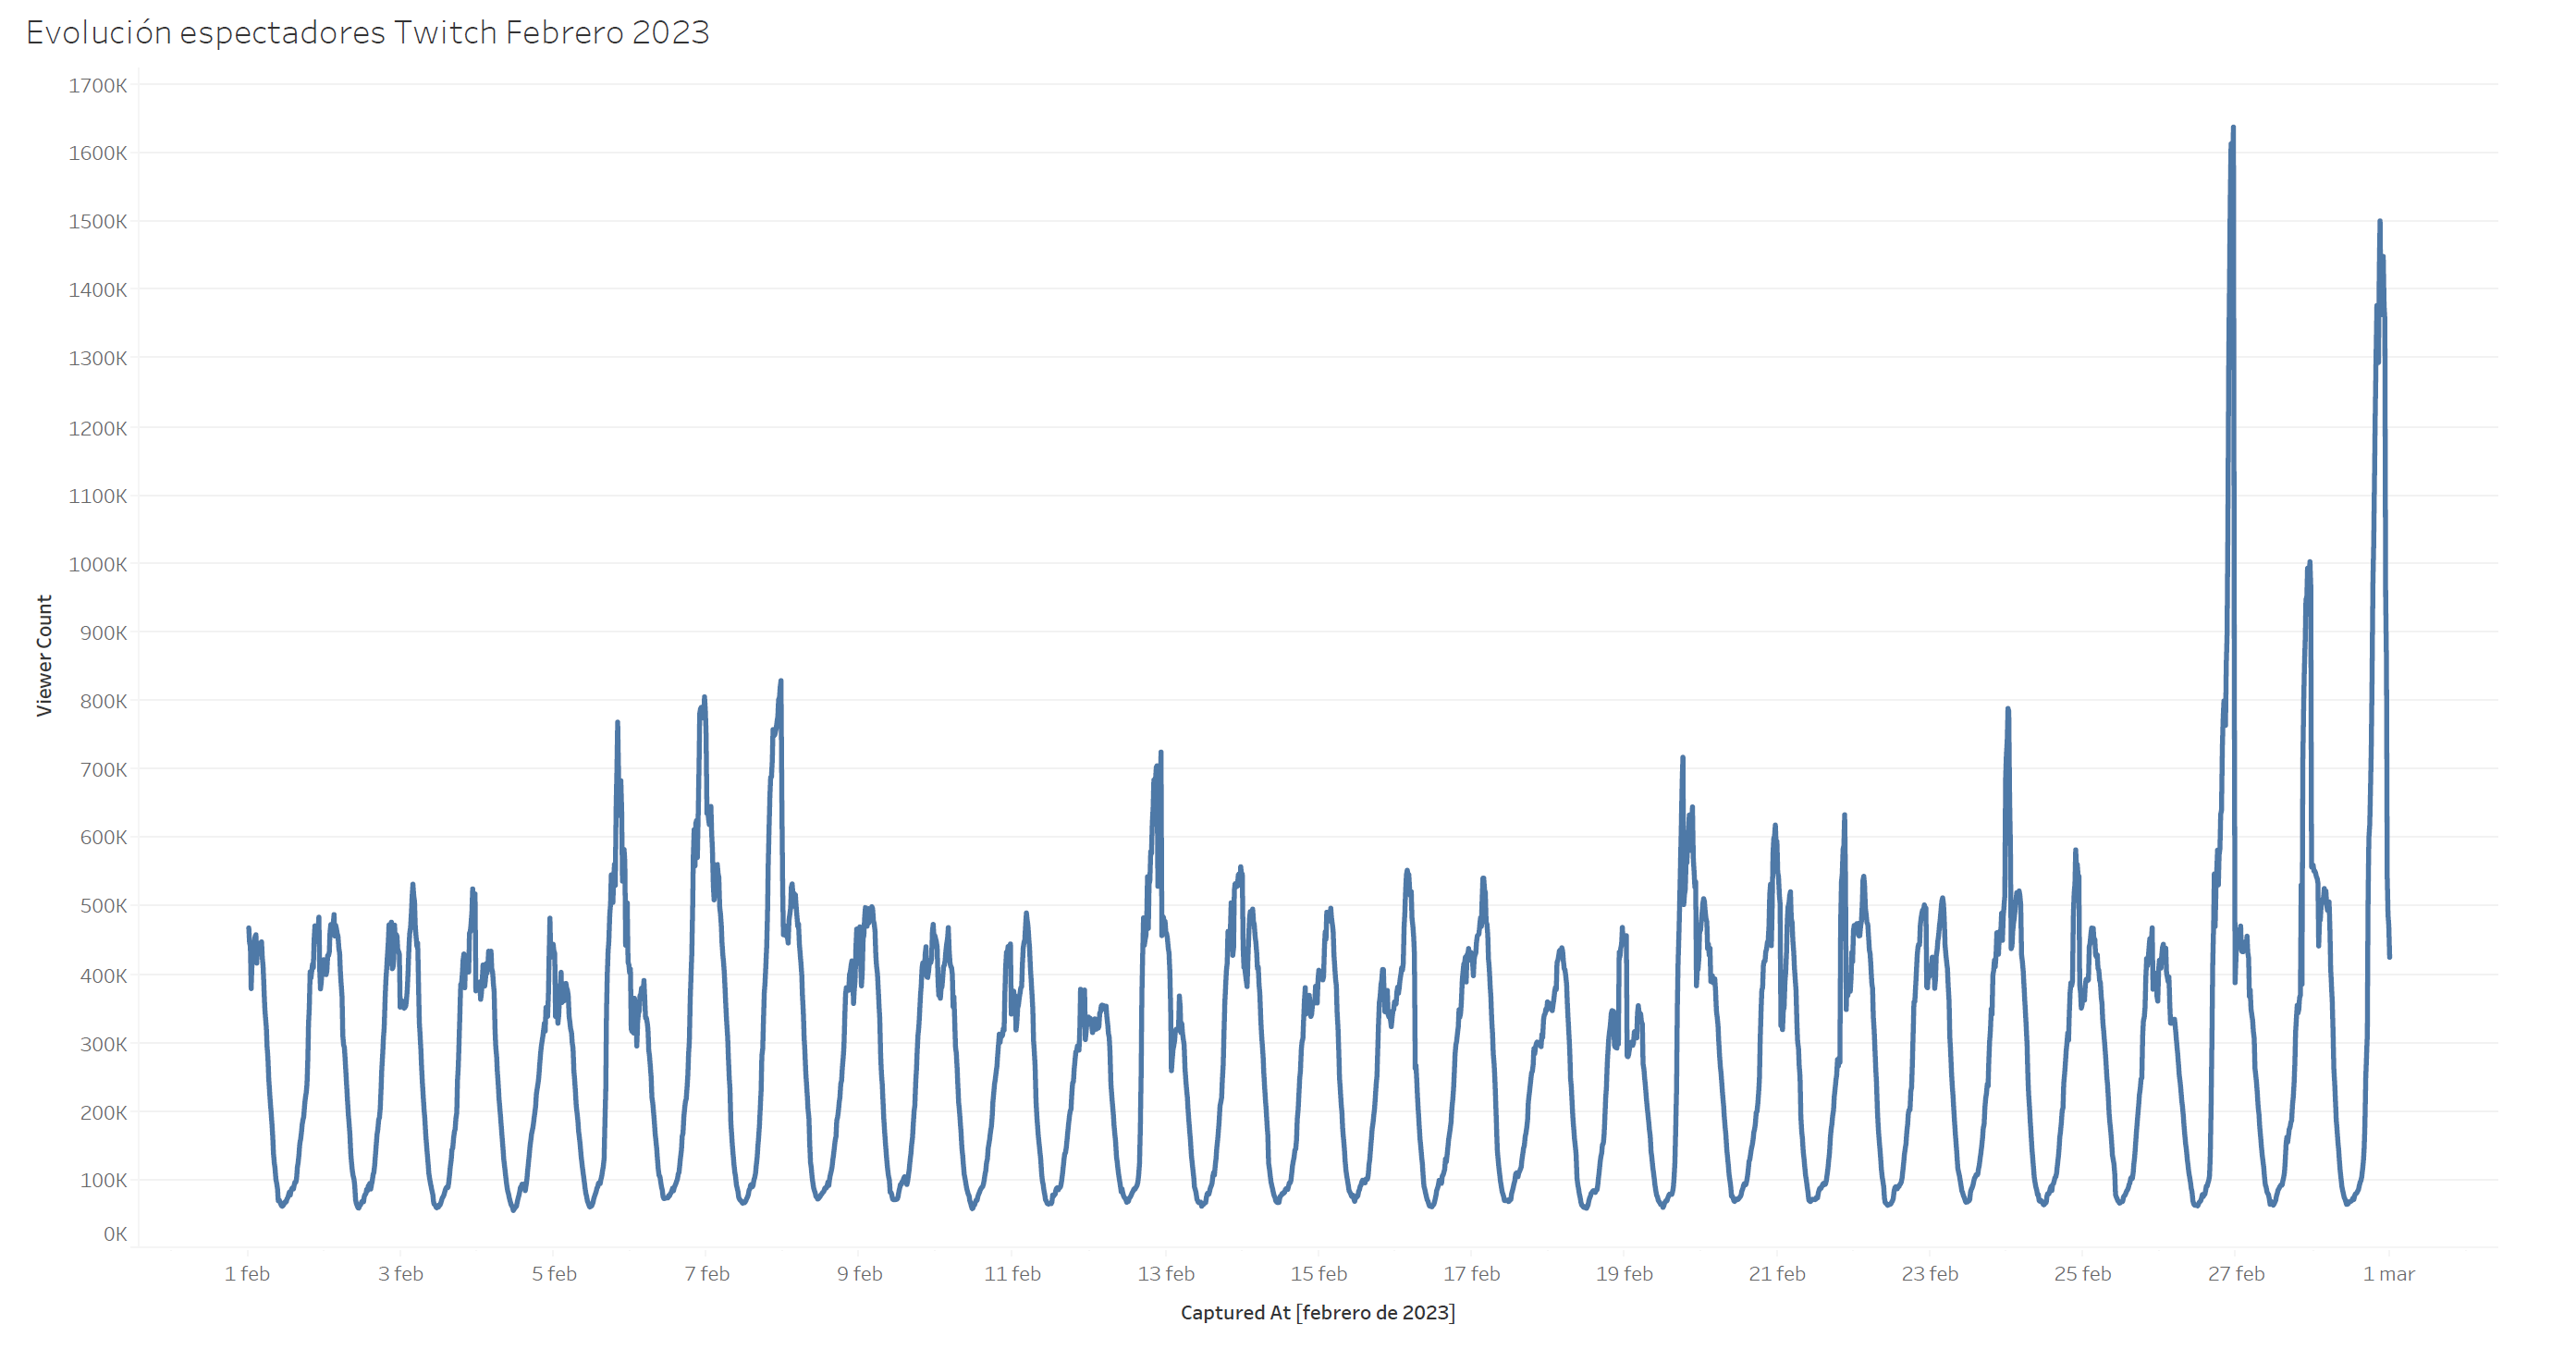 Evolución espectadores Twitch Febrero 2023
1700K
1600K
1500K
1400K
1300K
1200K
1100K
1000K
900K
800K
700K
600K
500K
400K
300K
200K
100K
0K
Viewer Count
1 feb
3 feb
5 feb
7 feb
9 feb
11 feb
13 feb
15 feb
17 feb
19 feb
21 feb
23 feb
25 feb
27 feb
1 mar
Captured At [febrero de 2023]